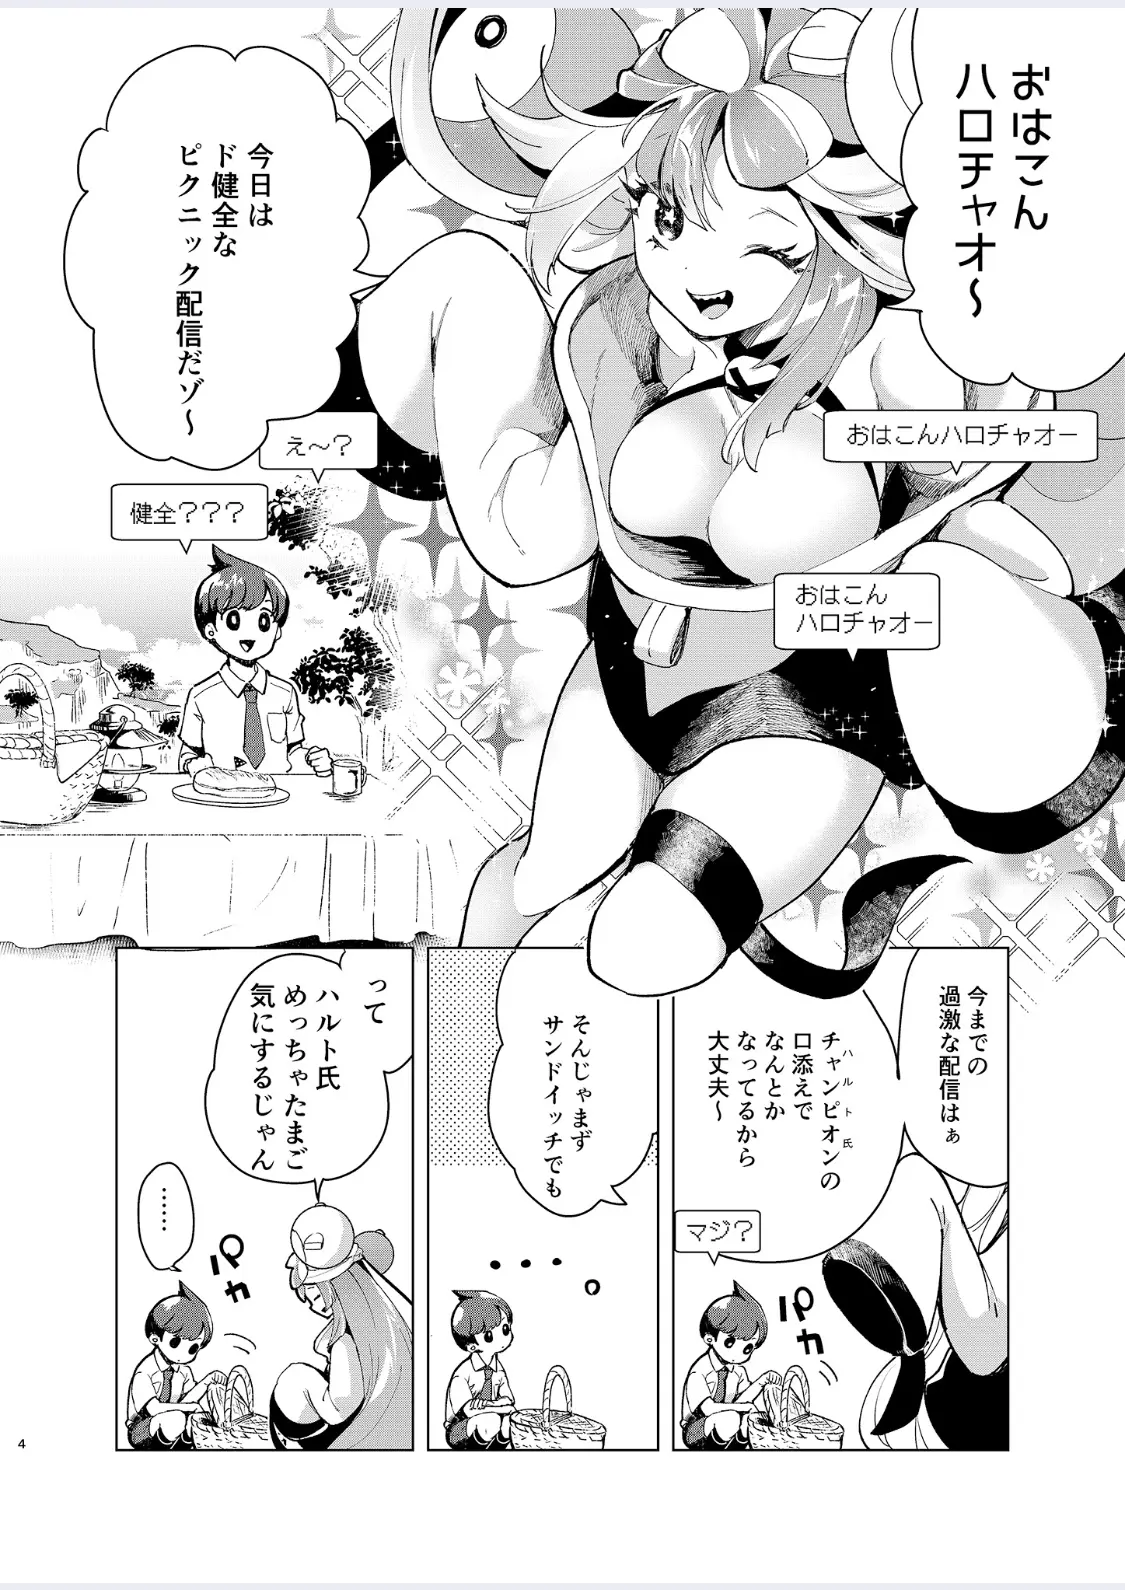 おはこん
ハロチャオ～
おはこんハロチャオー
おはこん
ハロチャオー
今日は
ド健全な
ピクニック配信だゾ～
え～？
健全？？？
今までの
過激な配信はぁ
チャンピオンの
ハルト氏
口添えで
なんとか
なってるから
大丈夫～
マジ？
パカ
そんじゃまず
サンドイッチでも
って
ハルト氏
めっちゃたまご
気にするじゃん
……
パカ
4